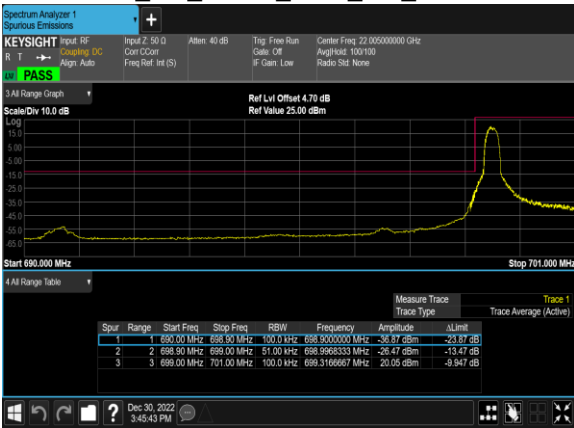 Spectrum Analyzer 1
Spurious Emissions
+
KEYSIGHT
R T
LXI PASS
Input: RF
Coupling: DC
Align: Auto
Input Z: 50 Ω
Corr CCorr
Freq Ref: Int (S)
Atten: 40 dB
Trig: Free Run
Gate: Off
IF Gain: Low
Center Freq: 22.005000000 GHz
Avg|Hold: 100/100
Radio Std: None
3 All Range Graph
Scale/Div 10.0 dB
Ref Lvl Offset 4.70 dB
Ref Value 25.00 dBm
Log
15.0
5.00
-5.00
-15.0
-25.0
-35.0
-45.0
-55.0
-65.0
Start 690.000 MHz
Stop 701.000 MHz
4 All Range Table
Measure Trace Trace 1
Trace Type Trace Average (Active)
Spur Range Start Freq Stop Freq RBW Frequency Amplitude ΔLimit
1 1 690.00 MHz 698.90 MHz 100.0 kHz 698.9000000 MHz -36.87 dBm -23.87 dB
2 2 698.90 MHz 699.00 MHz 51.00 kHz 698.9968333 MHz -26.47 dBm -13.47 dB
3 3 699.00 MHz 701.00 MHz 100.0 kHz 699.3166667 MHz 20.05 dBm -9.947 dB
?
Dec 30, 2022
3:45:43 PM